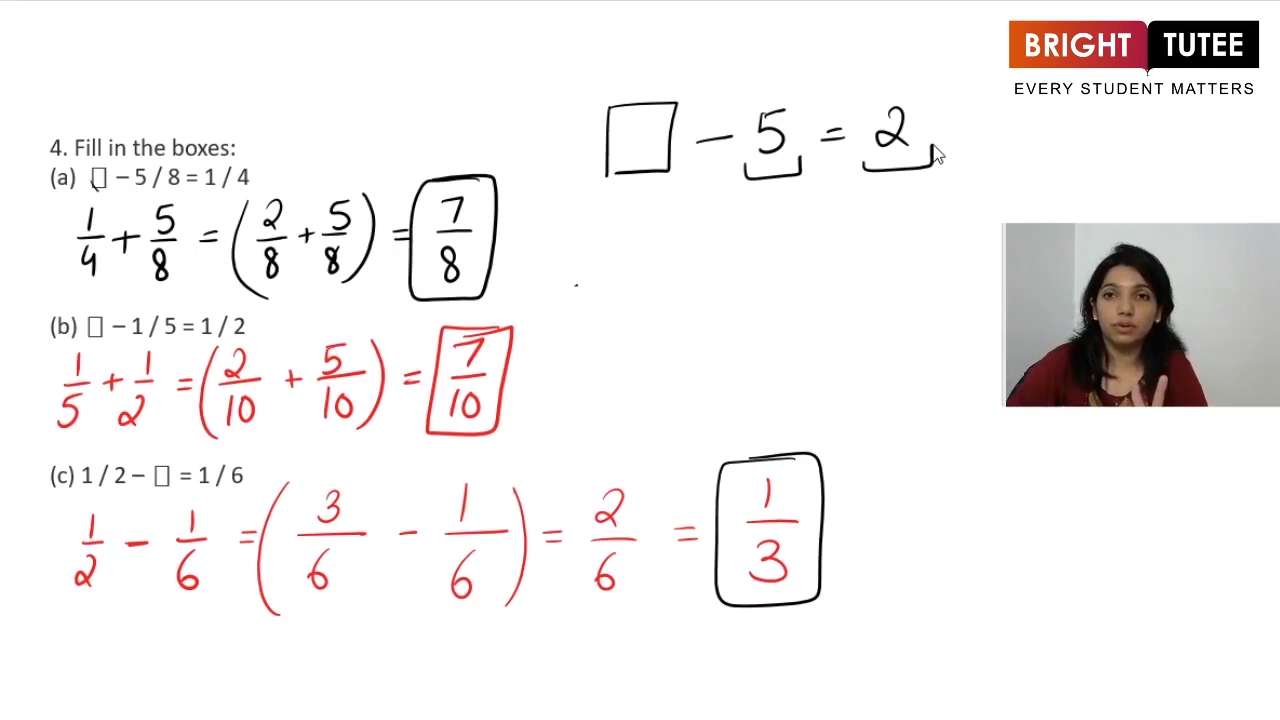 BRIGHT TUTEE
EVERY STUDENT MATTERS
□ – 5 = 2
4. Fill in the boxes:
(a) □ – 5 / 8 = 1 / 4
1/4 + 5/8 = (2/8 + 5/8) = 7/8
(b) □ – 1 / 5 = 1 / 2
1/5 + 1/2 = (2/10 + 5/10) = 7/10
(c) 1 / 2 – □ = 1 / 6
1/2 - 1/6 = (3/6 - 1/6) = 2/6 = 1/3